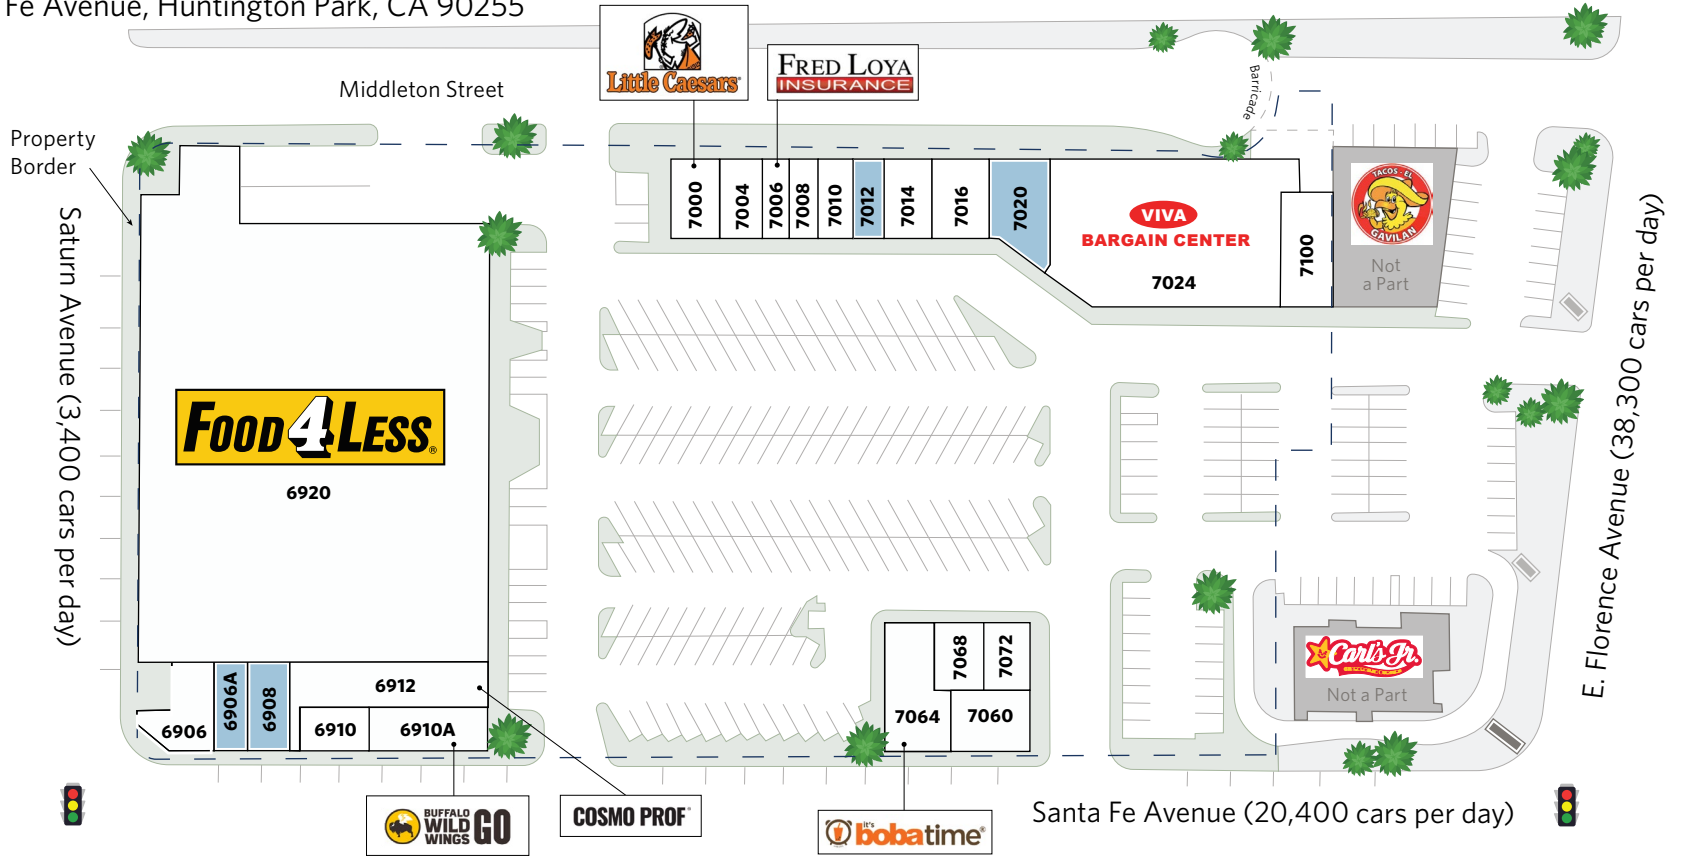 Fe Avenue, Huntington Park, CA 90255
Little Caesars®
FRED LOYA
INSURANCE
Middleton Street
Barricade
Property
Border
7000
7004
7006
7008
7010
7012
7014
7016
7020
VIVA
BARGAIN CENTER
7024
7100
TACOS - EL
GAVILAN
Not
a Part
Saturn Avenue (3,400 cars per day)
E. Florence Avenue (38,300 cars per day)
FOOD 4 LESS®
6920
6906
6906A
6908
6912
6910
6910A
7068
7072
7064
7060
Carl's Jr.
Not a Part
BUFFALO
WILD
WINGS
GO
COSMO PROF®
it's
bobatime®
Santa Fe Avenue (20,400 cars per day)